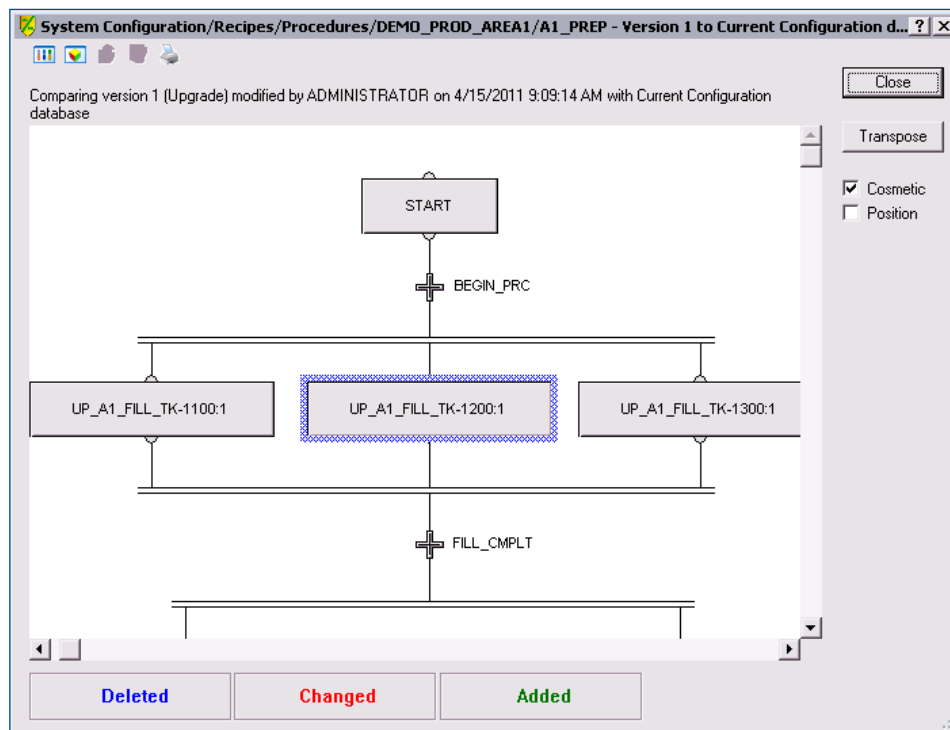 System Configuration/Recipes/Procedures/DEMO_PROD_AREA1/A1_PREP - Version 1 to Current Configuration d...
Close
Comparing version 1 (Upgrade) modified by ADMINISTRATOR on 4/15/2011 9:09:14 AM with Current Configuration
database
Transpose
Cosmetic
Position
START
BEGIN_PRC
UP_A1_FILL_TK-1100:1
UP_A1_FILL_TK-1200:1
UP_A1_FILL_TK-1300:1
FILL_CMPLT
Deleted
Changed
Added